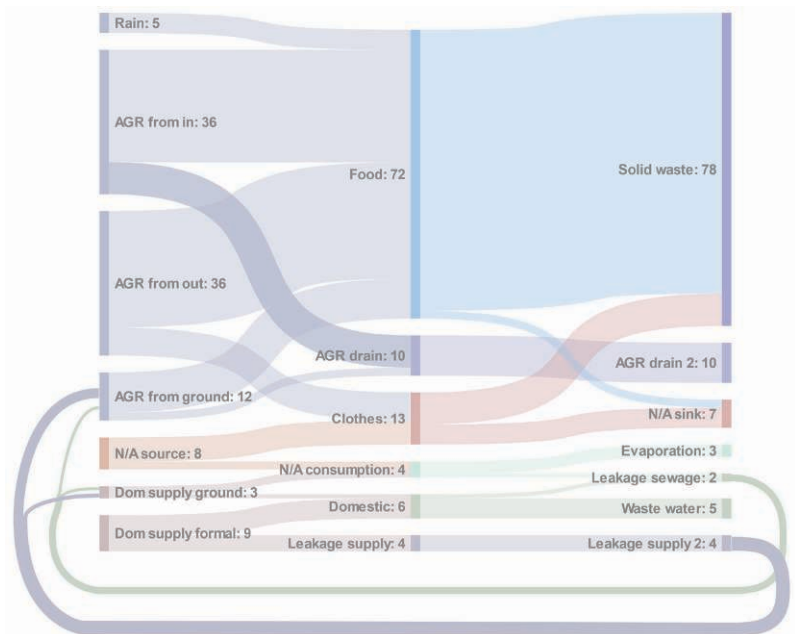 Rain: 5
AGR from in: 36
AGR from out: 36
AGR from ground: 12
N/A source: 8
Dom supply ground: 3
Dom supply formal: 9
Food: 72
AGR drain: 10
Clothes: 13
N/A consumption: 4
Domestic: 6
Leakage supply: 4
Solid waste: 78
AGR drain 2: 10
N/A sink: 7
Evaporation: 3
Leakage sewage: 2
Waste water: 5
Leakage supply 2: 4